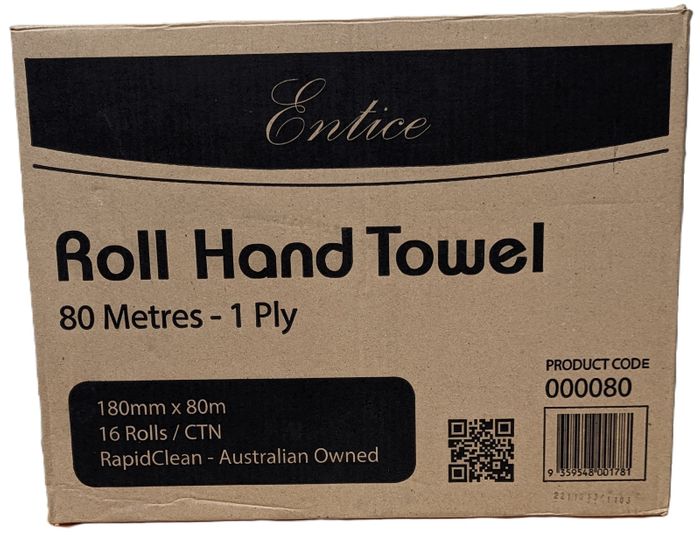 Entice
Roll Hand Towel
80 Metres - 1 Ply
PRODUCT CODE
000080
180mm x 80m
16 Rolls / CTN
RapidClean - Australian Owned
9 359548 001781